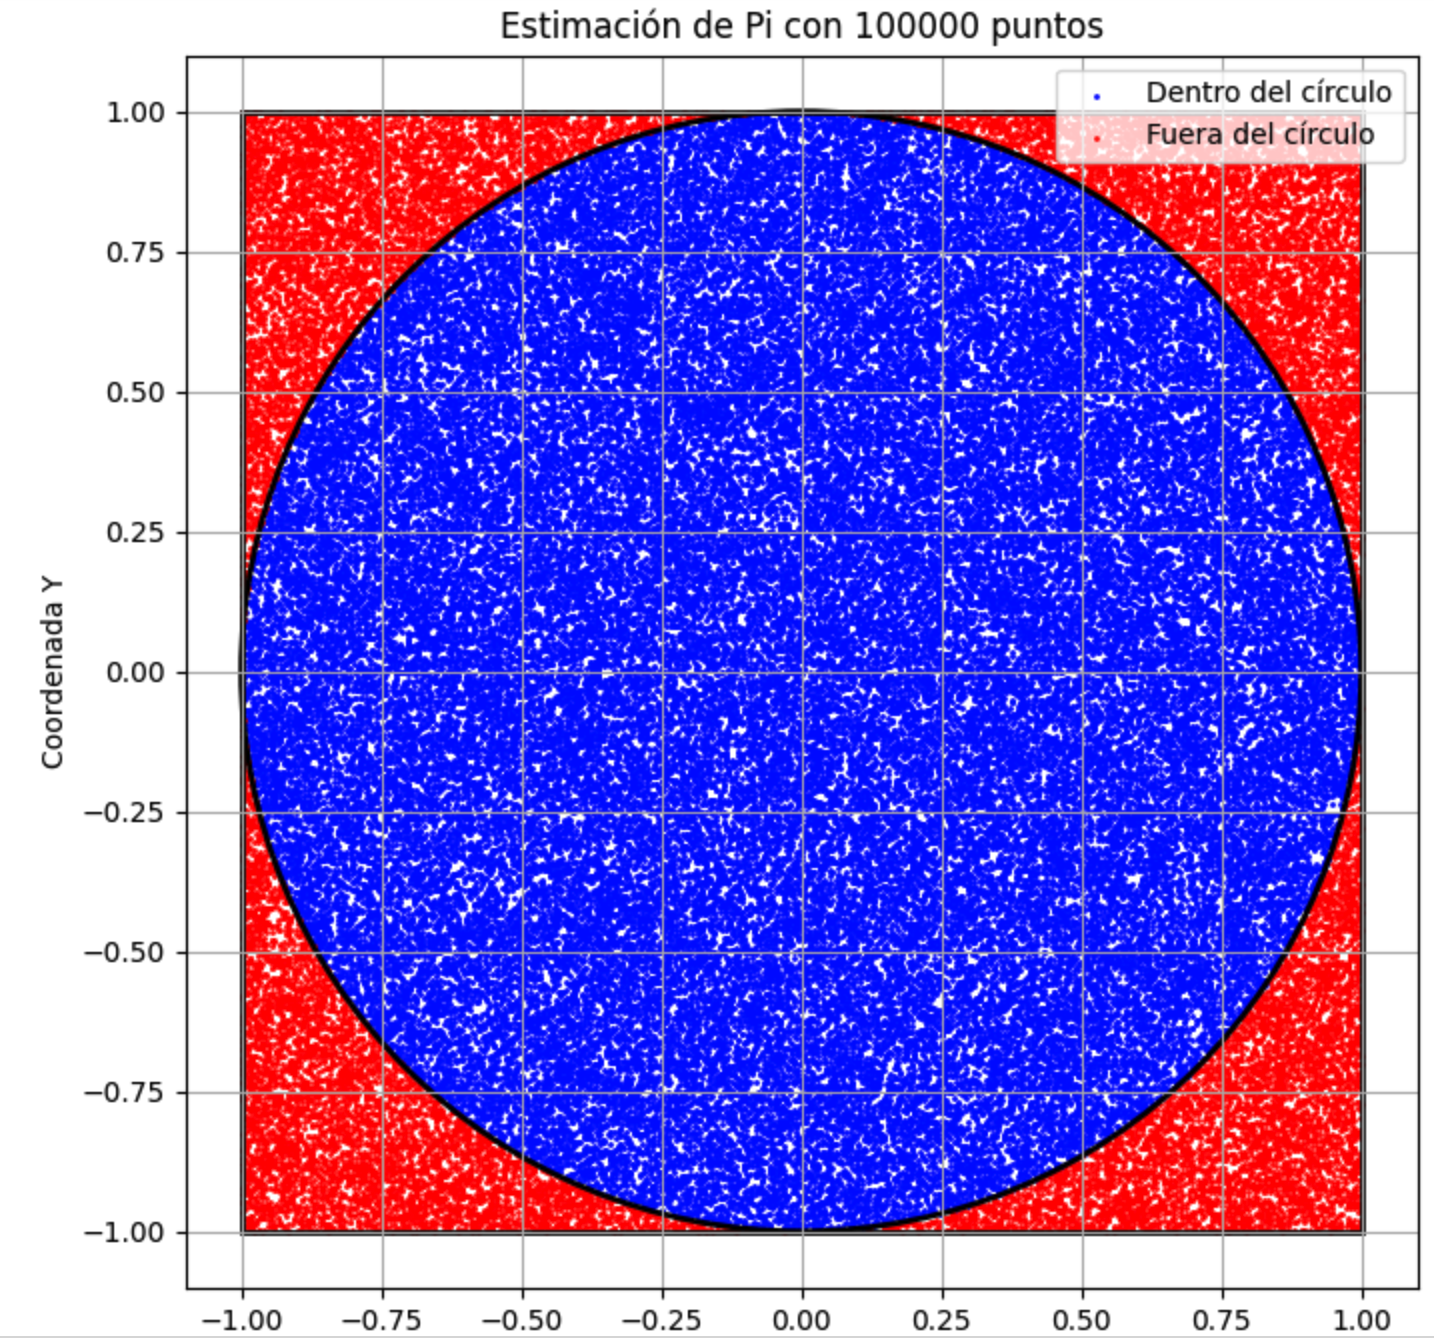 Estimación de Pi con 100000 puntos
Dentro del círculo
Fuera del círculo
1.00
0.75
0.50
0.25
0.00
−0.25
−0.50
−0.75
−1.00
Coordenada Y
−1.00 −0.75 −0.50 −0.25 0.00 0.25 0.50 0.75 1.00